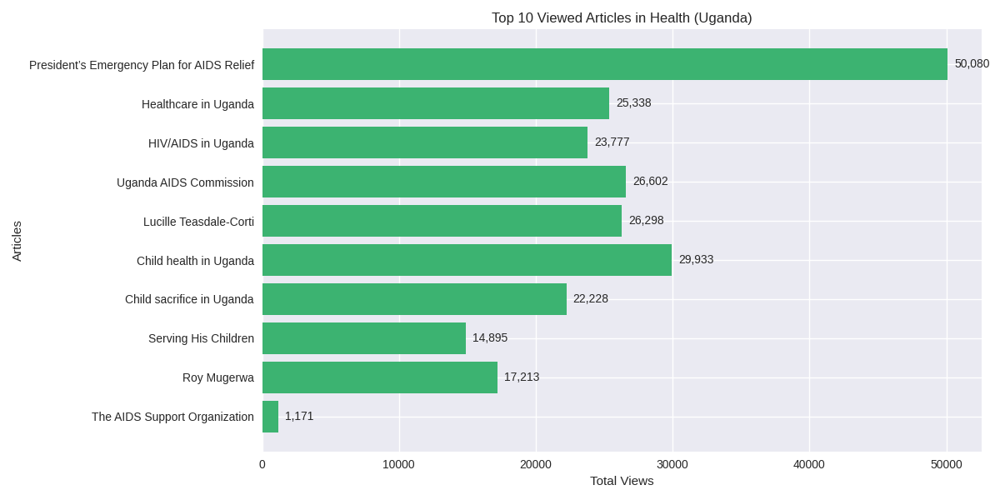 Top 10 Viewed Articles in Health (Uganda)
President’s Emergency Plan for AIDS Relief 50,080
Healthcare in Uganda 25,338
HIV/AIDS in Uganda 23,777
Uganda AIDS Commission 26,602
Lucille Teasdale-Corti 26,298
Articles
Child health in Uganda 29,933
Child sacrifice in Uganda 22,228
Serving His Children 14,895
Roy Mugerwa 17,213
The AIDS Support Organization 1,171
0 10000 20000 30000 40000 50000
Total Views